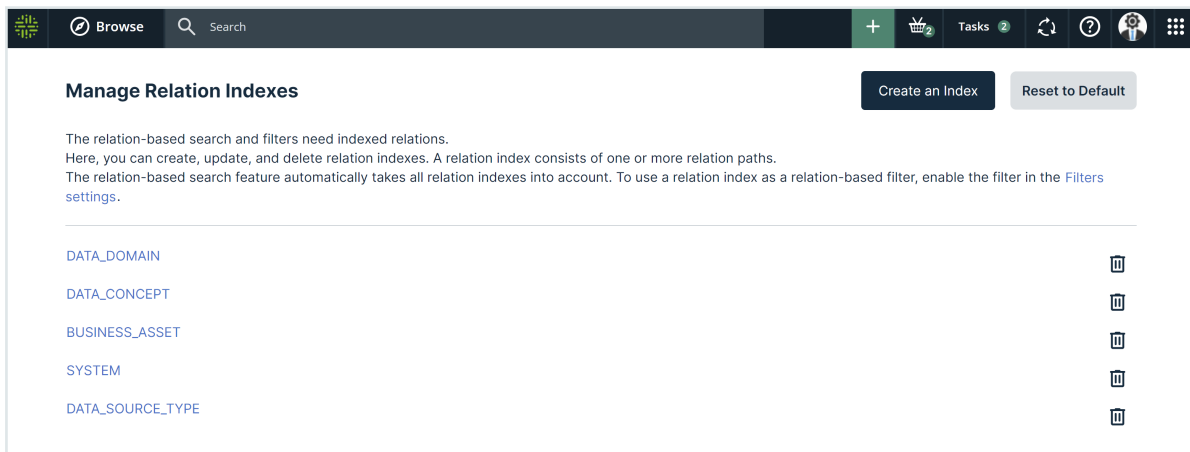 Browse
Search
2
Tasks 2
Manage Relation Indexes
Create an Index
Reset to Default
The relation-based search and filters need indexed relations.
Here, you can create, update, and delete relation indexes. A relation index consists of one or more relation paths.
The relation-based search feature automatically takes all relation indexes into account. To use a relation index as a relation-based filter, enable the filter in the Filters
settings.
DATA_DOMAIN
DATA_CONCEPT
BUSINESS_ASSET
SYSTEM
DATA_SOURCE_TYPE